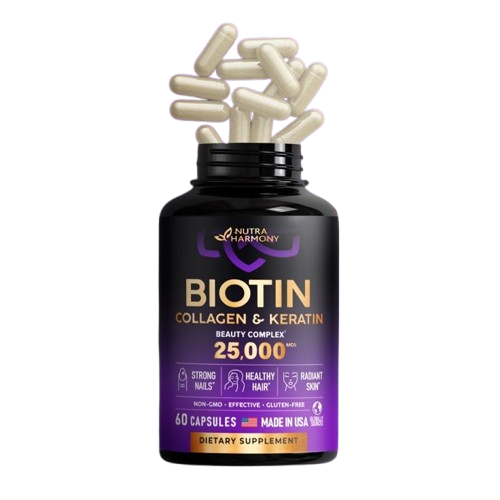 NUTRA
HARMONY
BIOTIN
COLLAGEN & KERATIN
BEAUTY COMPLEX
25,000 MCG
STRONG NAILS*
HEALTHY HAIR*
RADIANT SKIN*
NON-GMO • EFFECTIVE • GLUTEN-FREE
60 CAPSULES MADE IN USA
DIETARY SUPPLEMENT